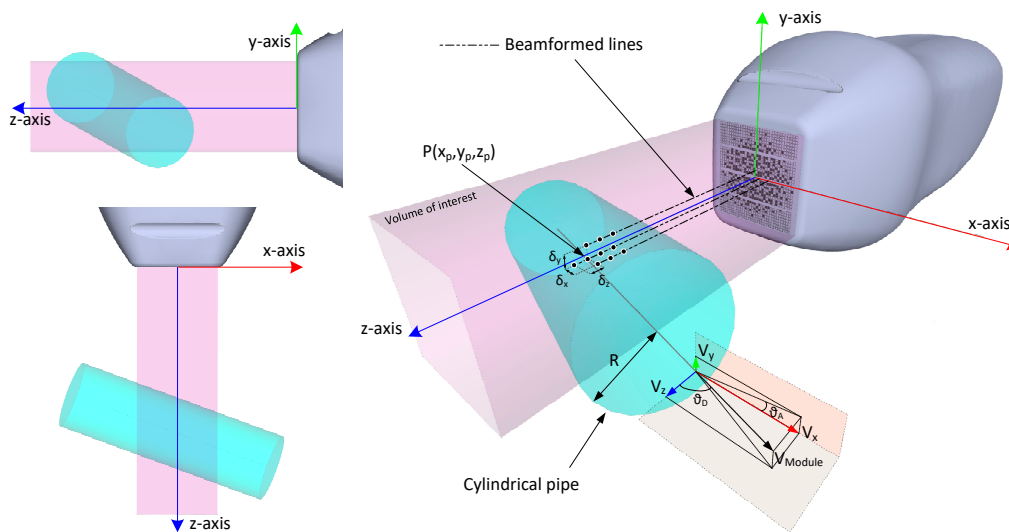 y-axis
z-axis
x-axis
z-axis
Beamformed lines
y-axis
P(xₚ,yₚ,zₚ)
Volume of interest
x-axis
δy
δx
δz
z-axis
R
Vy
Vz
ϑD
ϑA
Vx
VModule
Cylindrical pipe